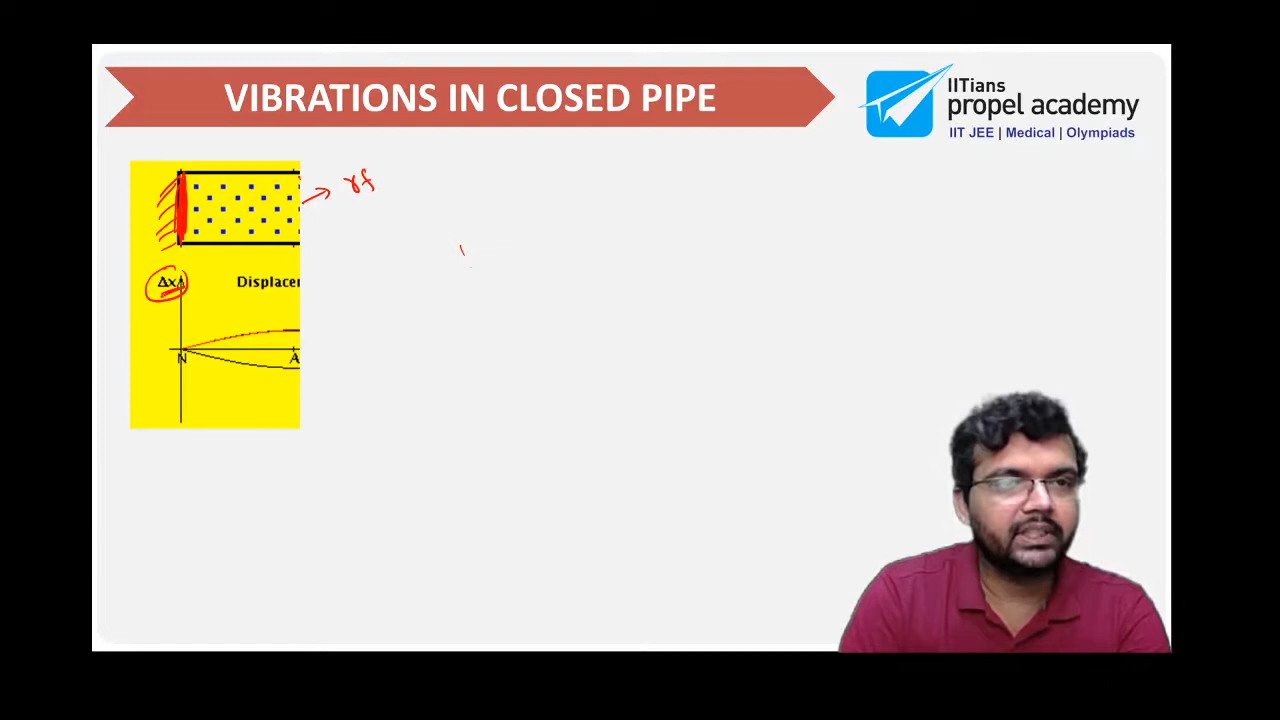 VIBRATIONS IN CLOSED PIPE
IITians
propel academy
IIT JEE | Medical | Olympiads
Δx
Displacer
N
A